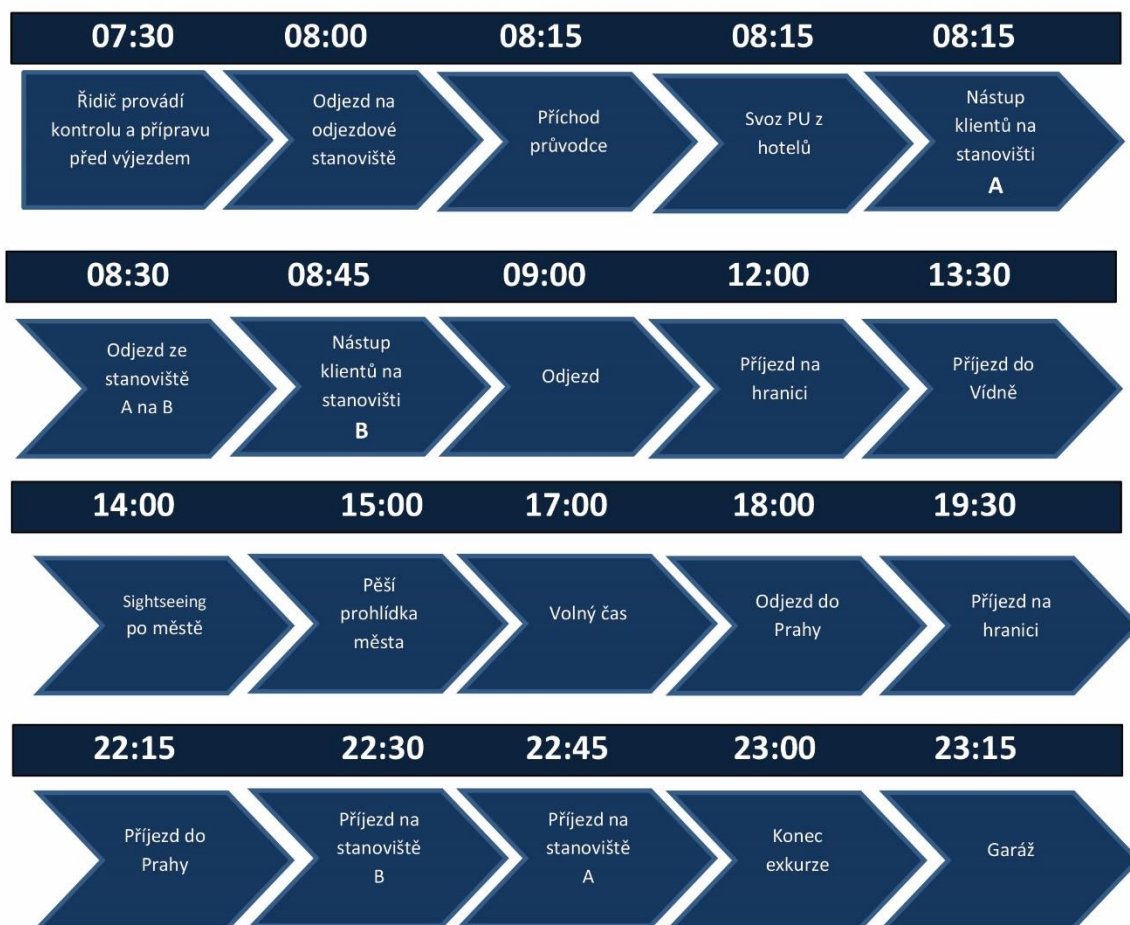 07:30 08:00 08:15 08:15 08:15
Řidič provádí
kontrolu a přípravu
před výjezdem
Odjezd na
odjezdové
stanoviště
Příchod
průvodce
Svoz PU z
hotelů
Nástup
klientů na
stanovišti
A
08:30 08:45 09:00 12:00 13:30
Odjezd ze
stanoviště
A na B
Nástup
klientů na
stanovišti
B
Odjezd
Příjezd na
hranici
Příjezd do
Vídně
14:00 15:00 17:00 18:00 19:30
Sightseeing
po městě
Pěší
prohlídka
města
Volný čas
Odjezd do
Prahy
Příjezd na
hranici
22:15 22:30 22:45 23:00 23:15
Příjezd do
Prahy
Příjezd na
stanoviště
B
Příjezd na
stanoviště
A
Konec
exkurze
Garáž